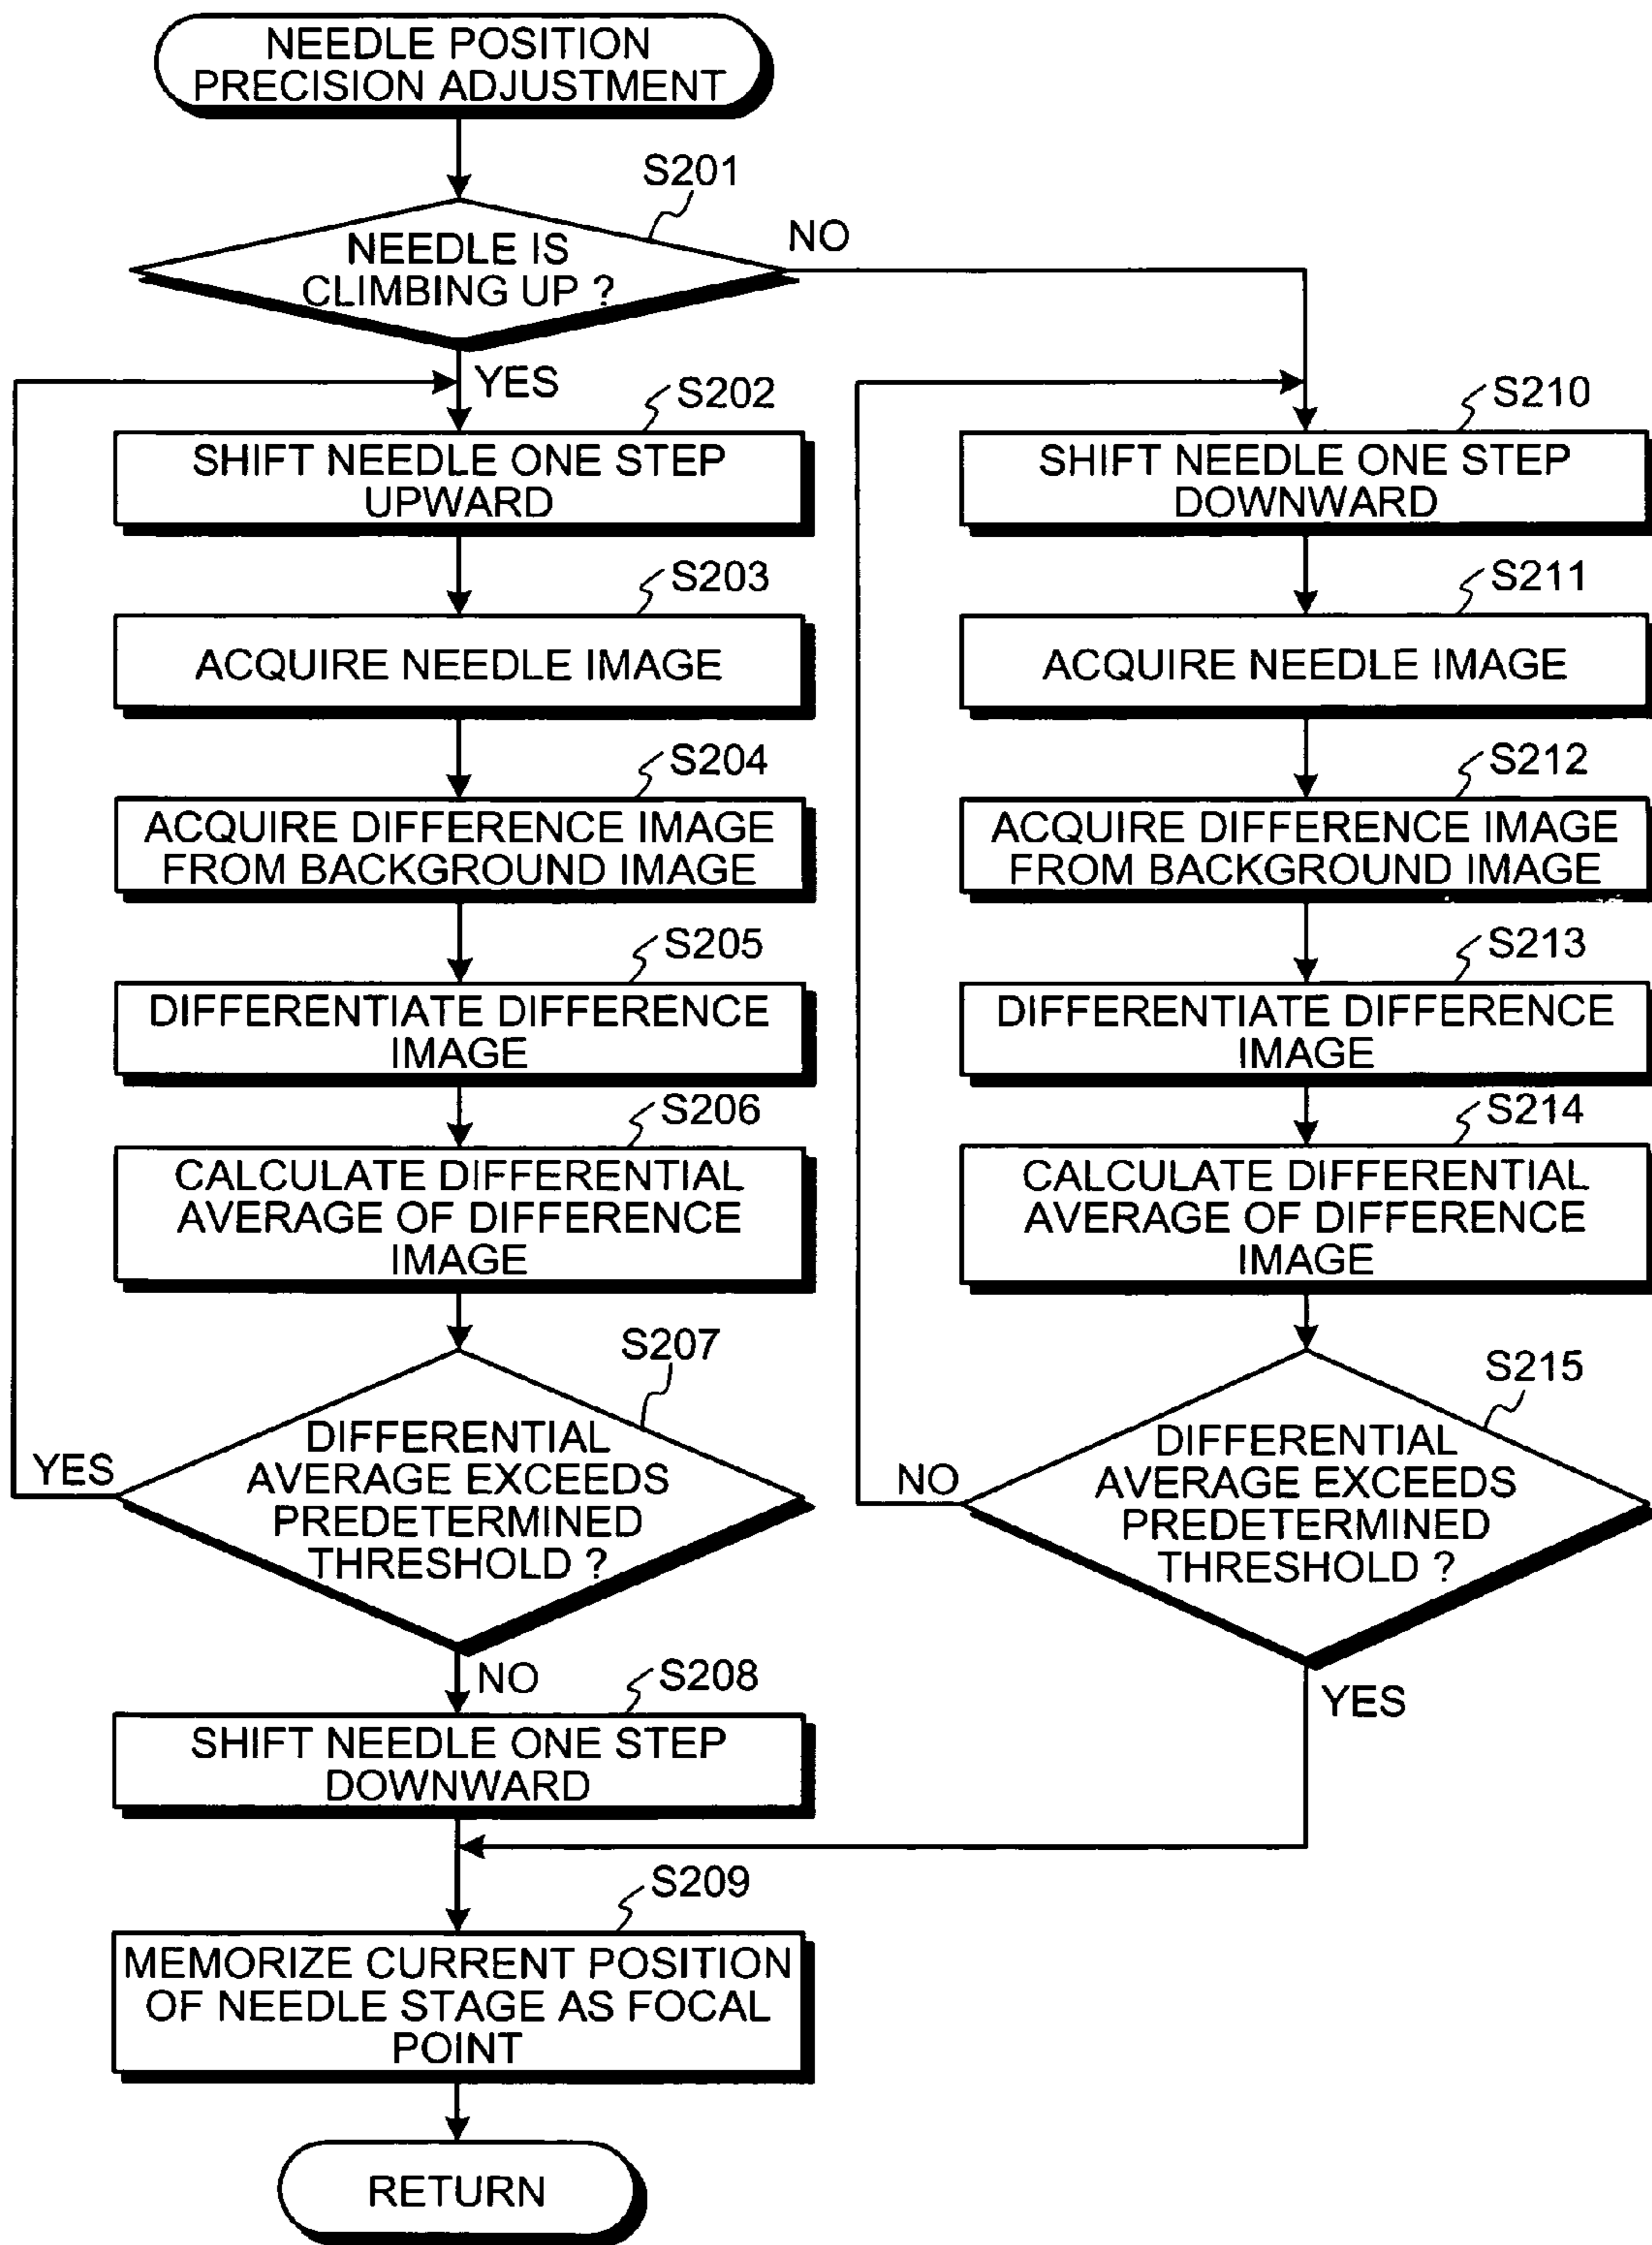 NEEDLE POSITION
PRECISION ADJUSTMENT
S201
NEEDLE IS
CLIMBING UP ?
NO
YES
S202
SHIFT NEEDLE ONE STEP
UPWARD
S203
ACQUIRE NEEDLE IMAGE
S204
ACQUIRE DIFFERENCE IMAGE
FROM BACKGROUND IMAGE
S205
DIFFERENTIATE DIFFERENCE
IMAGE
S206
CALCULATE DIFFERENTIAL
AVERAGE OF DIFFERENCE
IMAGE
S207
DIFFERENTIAL
AVERAGE EXCEEDS
PREDETERMINED
THRESHOLD ?
YES
NO
S208
SHIFT NEEDLE ONE STEP
DOWNWARD
S209
MEMORIZE CURRENT POSITION
OF NEEDLE STAGE AS FOCAL
POINT
RETURN
S210
SHIFT NEEDLE ONE STEP
DOWNWARD
S211
ACQUIRE NEEDLE IMAGE
S212
ACQUIRE DIFFERENCE IMAGE
FROM BACKGROUND IMAGE
S213
DIFFERENTIATE DIFFERENCE
IMAGE
S214
CALCULATE DIFFERENTIAL
AVERAGE OF DIFFERENCE
IMAGE
S215
DIFFERENTIAL
AVERAGE EXCEEDS
PREDETERMINED
THRESHOLD ?
NO
YES